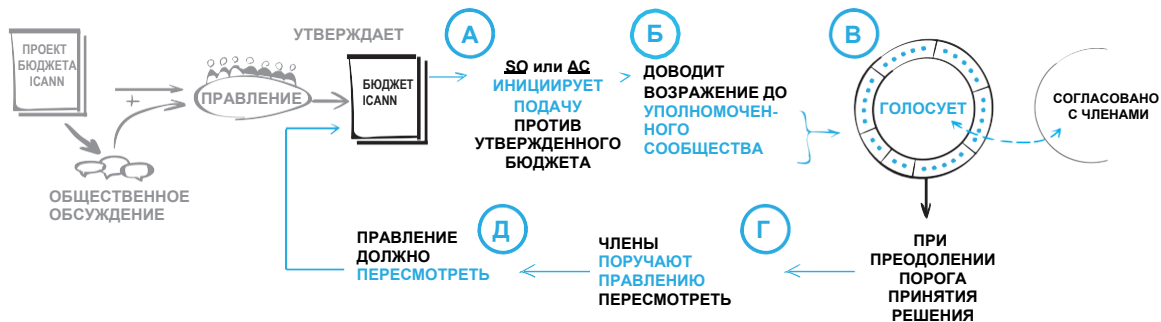 УТВЕРЖДАЕТ
ПРОЕКТ
БЮДЖЕТА
ICANN
ПРАВЛЕНИЕ
ОБЩЕСТВЕННОЕ
ОБСУЖДЕНИЕ
БЮДЖЕТ
ICANN
А
SO или AC
ИНИЦИИРУЕТ
ПОДАЧУ
ПРОТИВ
УТВЕРЖДЕННОГО
БЮДЖЕТА
Б
ДОВОДИТ
ВОЗРАЖЕНИЕ ДО
УПОЛНОМОЧЕН-
НОГО
СООБЩЕСТВА
В
ГОЛОСУЕТ
СОГЛАСОВАНО
С ЧЛЕНАМИ
ПРИ
ПРЕОДОЛЕНИИ
ПОРОГА
ПРИНЯТИЯ
РЕШЕНИЯ
Г
ЧЛЕНЫ
ПОРУЧАЮТ
ПРАВЛЕНИЮ
ПЕРЕСМОТРЕТЬ
Д
ПРАВЛЕНИЕ
ДОЛЖНО
ПЕРЕСМОТРЕТЬ